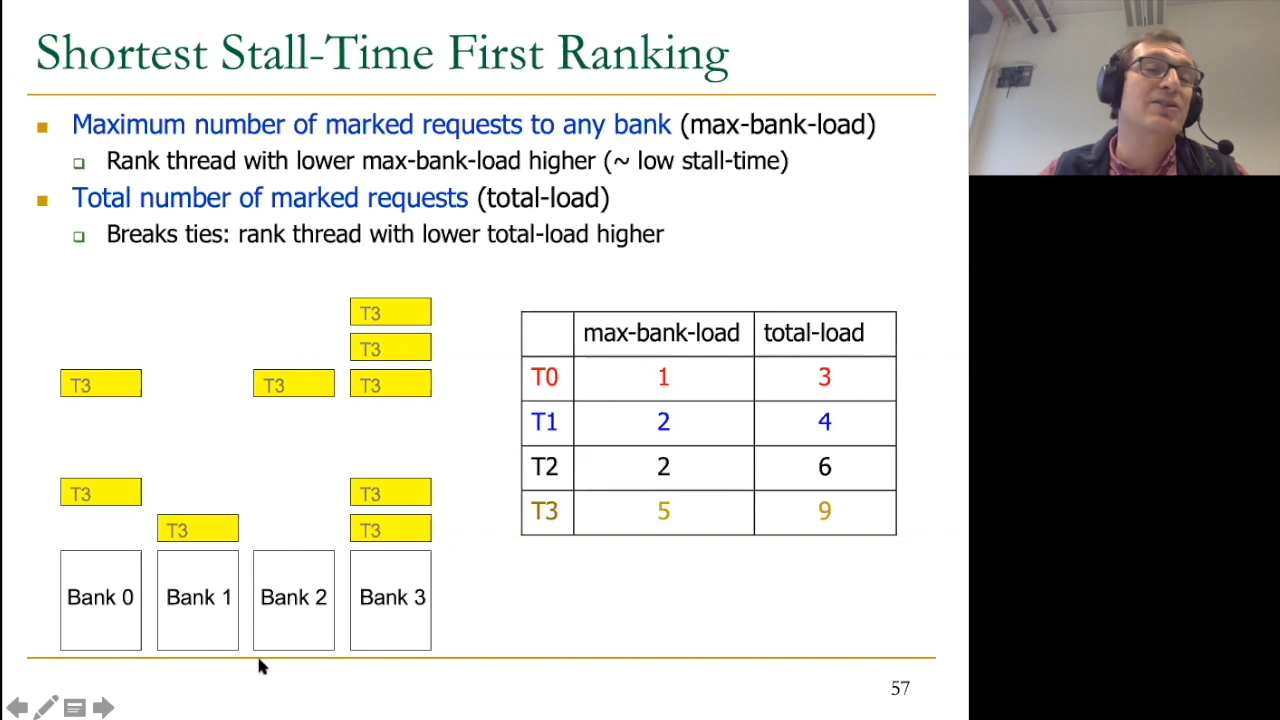 Shortest Stall-Time First Ranking
Maximum number of marked requests to any bank (max-bank-load)
Rank thread with lower max-bank-load higher (~ low stall-time)
Total number of marked requests (total-load)
Breaks ties: rank thread with lower total-load higher
T3
T3
T3 T3 T3
T3 T3
T3 T3
Bank 0 Bank 1 Bank 2 Bank 3
max-bank-load total-load
T0 1 3
T1 2 4
T2 2 6
T3 5 9
57